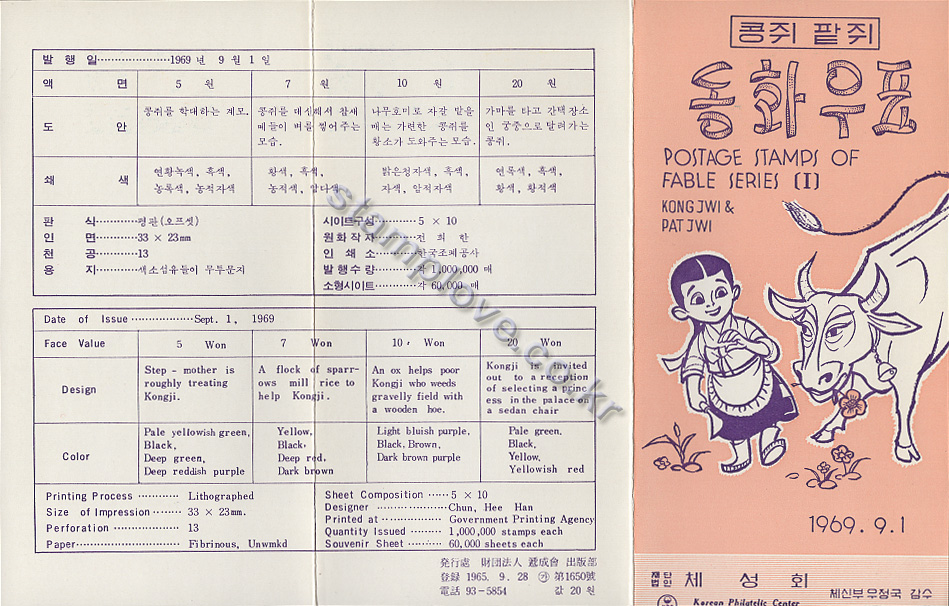 발 행 일 ·····················1969 년 9 월 1 일
액 면 5 원 7 원 10 원 20 원
도 안
콩쥐를 학대하는 계모.
콩쥐를 대신해서 참새
떼들이 벼를 찧어주는
모습.
나무호미로 자갈 밭을
매는 가련한 콩쥐를
황소가 도와주는 모습.
가마를 타고 간택장소
인 궁중으로 달려가는
콩쥐.
쇄 색
연황녹색, 흑색,
농록색, 농적자색
황색, 흑색,
농적색, 암다색
밝은청자색, 흑색,
자색, 암적자색
연록색, 흑색,
황색, 황적색
판 식············평판(오프셋)
인 면············33 × 23mm
천 공············13
용 지············색소섬유들이 무투문지
시이트구성············5 × 10
원화작자············전 희 한
인 쇄 소············한국조폐공사
발행수량············각 1,000,000 매
소형시이트············각 60,000 매
Date of Issue ··················Sept. 1, 1969
Face Value 5 Won 7 Won 10 Won 20 Won
Design
Step - mother is
roughly treating
Kongji.
A flock of sparr-
ows mill rice to
help Kongji.
An ox helps poor
Kongji who weeds
gravelly field with
a wooden hoe.
Kongji is invited
out to a reception
of selecting a princ
ess in the palace on
a sedan chair
Color
Pale yellowish green,
Black,
Deep green,
Deep reddish purple
Yellow,
Black,
Deep red,
Dark brown
Light bluish purple,
Black, Brown,
Dark brown purple
Pale green,
Black,
Yellow,
Yellowish red
Printing Process ············ Lithographed
Size of Impression ········ 33 × 23mm.
Perforation ·················· 13
Paper······························ Fibrinous, Unwmkd
Sheet Composition ······5 × 10
Designer ··················Chun, Hee Han
Printed at ·················· Government Printing Agency
Quantity Issued ········· 1,000,000 stamps each
Souvenir Sheet ············ 60,000 sheets each
発行處 財団法人 遞成會 出版部
登録 1965. 9. 28 ㉮ 第1650號
電話 93-5854 값 20 원
콩쥐 팥쥐
동화우표
POSTAGE STAMPS OF
FABLE SERIES (I)
KONG JWI &
PAT JWI
1969. 9. 1
재단
법인 체 성 회
체신부 우정국 감수
Korean Philatelic Center
stamplove.co.kr